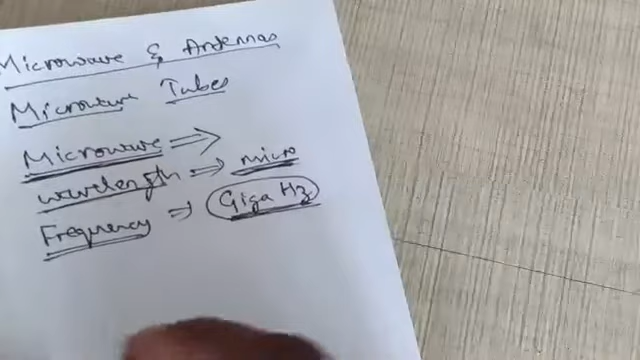 Microwave & Antennas
Microwave Tubes
Microwave ⇒
wavelength → micro
Frequency ⇒ Giga Hz